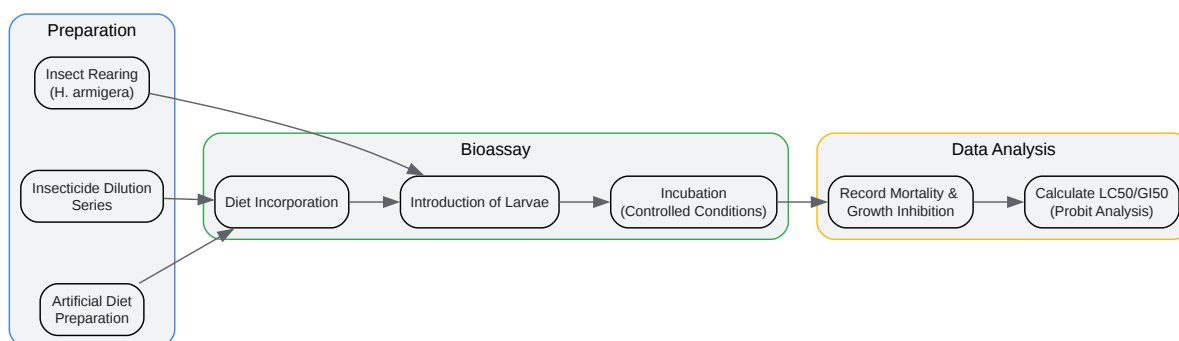 Preparation
Insect Rearing
(H. armigera)
Insecticide Dilution
Series
Artificial Diet
Preparation
Bioassay
Diet Incorporation
Introduction of Larvae
Incubation
(Controlled Conditions)
Data Analysis
Record Mortality &
Growth Inhibition
Calculate LC50/GI50
(Probit Analysis)